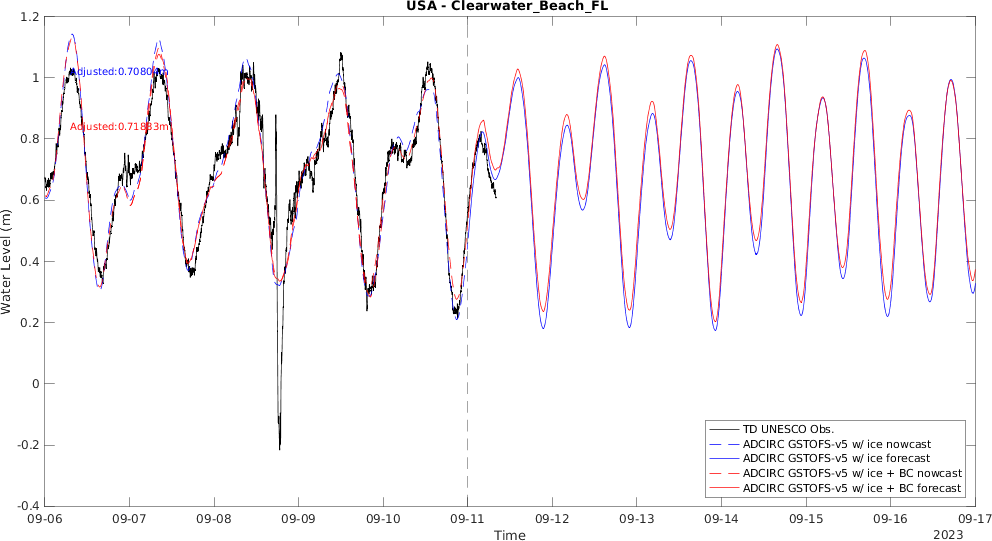 USA - Clearwater_Beach_FL
1.2
1
0.8
0.6
0.4
0.2
0
-0.2
-0.4
Water Level (m)
Adjusted:0.7080
Adjusted:0.71883m
TD UNESCO Obs.
ADCIRC GSTOFS-v5 w/ ice nowcast
ADCIRC GSTOFS-v5 w/ ice forecast
ADCIRC GSTOFS-v5 w/ ice + BC nowcast
ADCIRC GSTOFS-v5 w/ ice + BC forecast
09-06 09-07 09-08 09-09 09-10 09-11 09-12 09-13 09-14 09-15 09-16 09-17
Time
2023